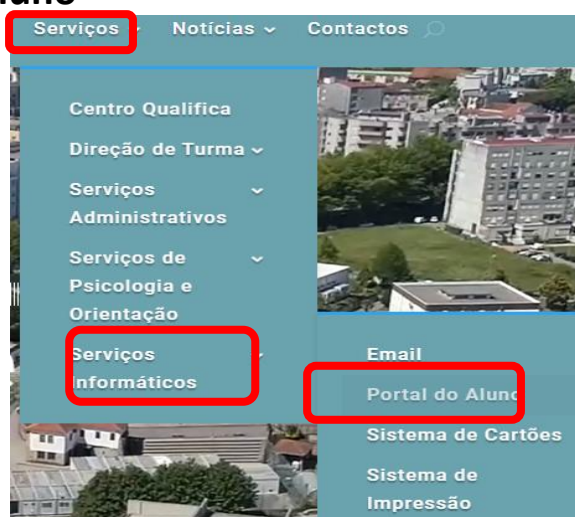 Serviços Notícias Contactos
Centro Qualifica
Direção de Turma
Serviços
Administrativos
Serviços de
Psicologia e
Orientação
Serviços
Informáticos
Email
Portal do Aluno
Sistema de Cartões
Sistema de
Impressão